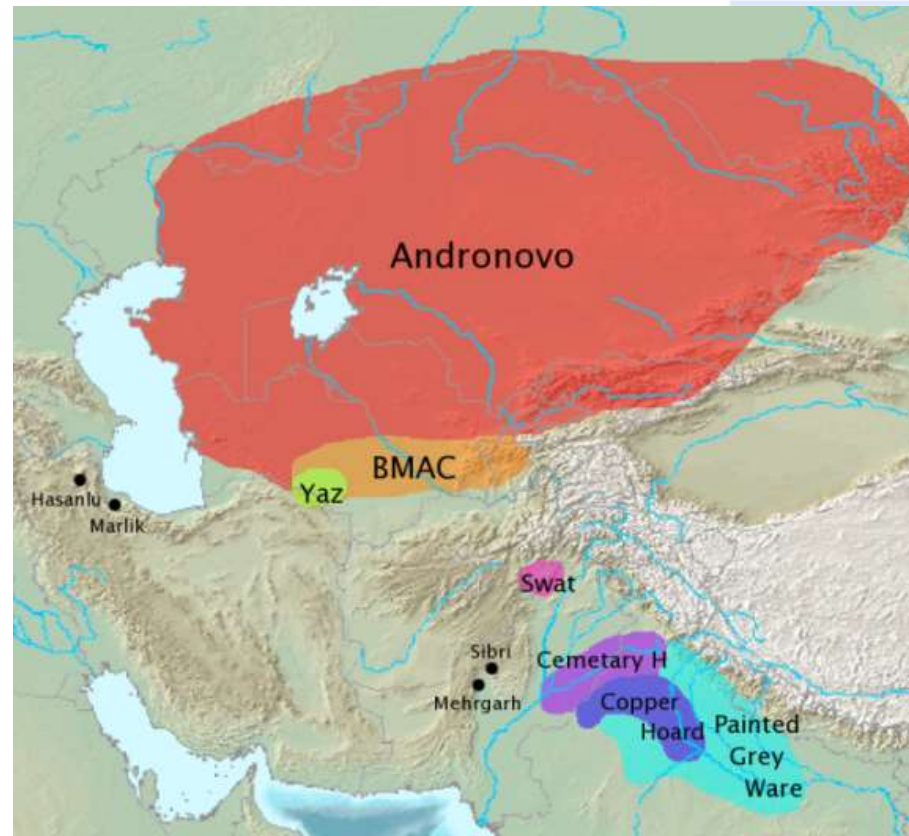 Andronovo
BMAC
Yaz
Hasanlu
Marlik
Swat
Sibri
Mehrgarh
Cemetary H
Copper
Hoard
Painted
Grey
Ware